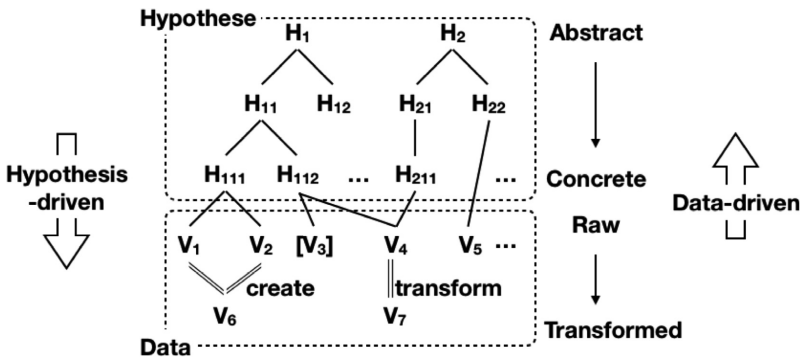 Hypothese
H₁ H₂ Abstract
H₁₁ H₁₂ H₂₁ H₂₂
Hypothesis
-driven
H₁₁₁ H₁₁₂ ... H₂₁₁ ... Concrete
Data-driven
Raw
V₁ V₂ [V₃] V₄ V₅ ...
create transform
V₆ V₇
Transformed
Data